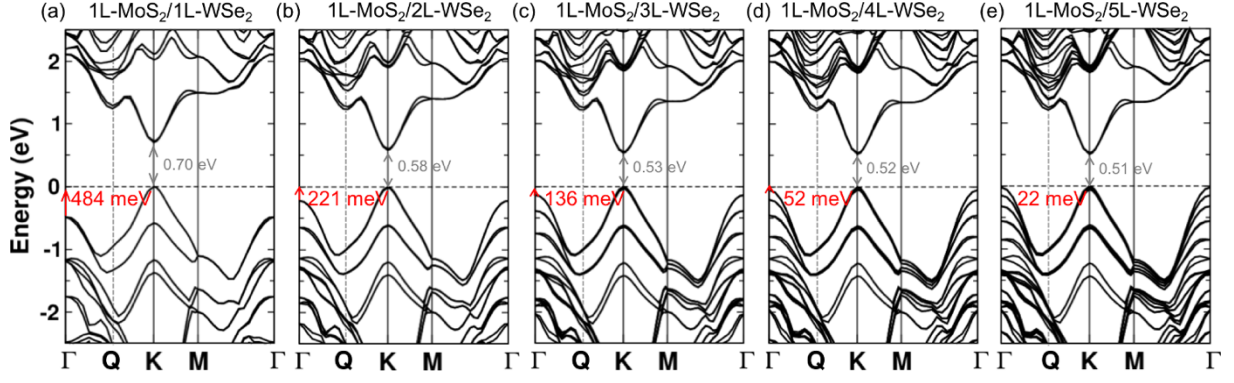 (a) 1L-MoS₂/1L-WSe₂ (b) 1L-MoS₂/2L-WSe₂ (c) 1L-MoS₂/3L-WSe₂ (d) 1L-MoS₂/4L-WSe₂ (e) 1L-MoS₂/5L-WSe₂
Energy (eV)
2
1
0
-1
-2
0.70 eV 0.58 eV 0.53 eV 0.52 eV 0.51 eV
484 meV 221 meV 136 meV 52 meV 22 meV
Γ Q K M Γ Q K M Γ Q K M Γ Q K M Γ Q K M Γ